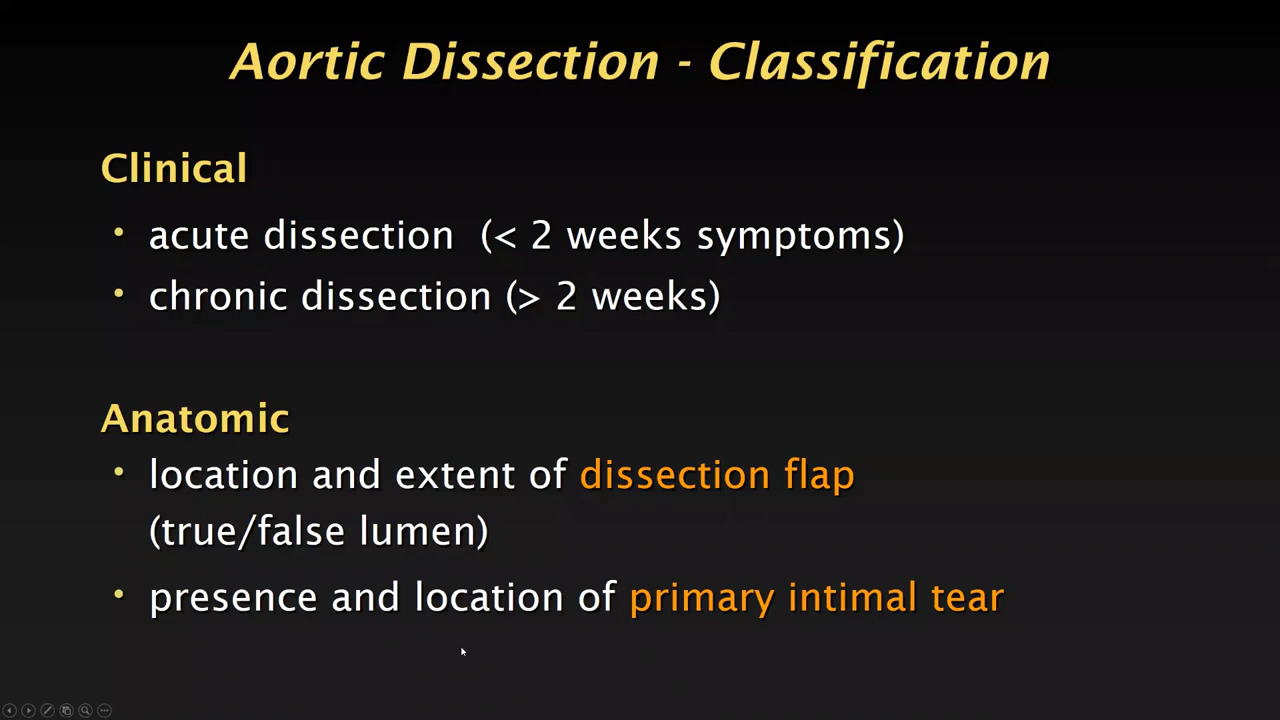 Aortic Dissection - Classification
Clinical
• acute dissection (< 2 weeks symptoms)
• chronic dissection (> 2 weeks)
Anatomic
• location and extent of dissection flap
(true/false lumen)
• presence and location of primary intimal tear